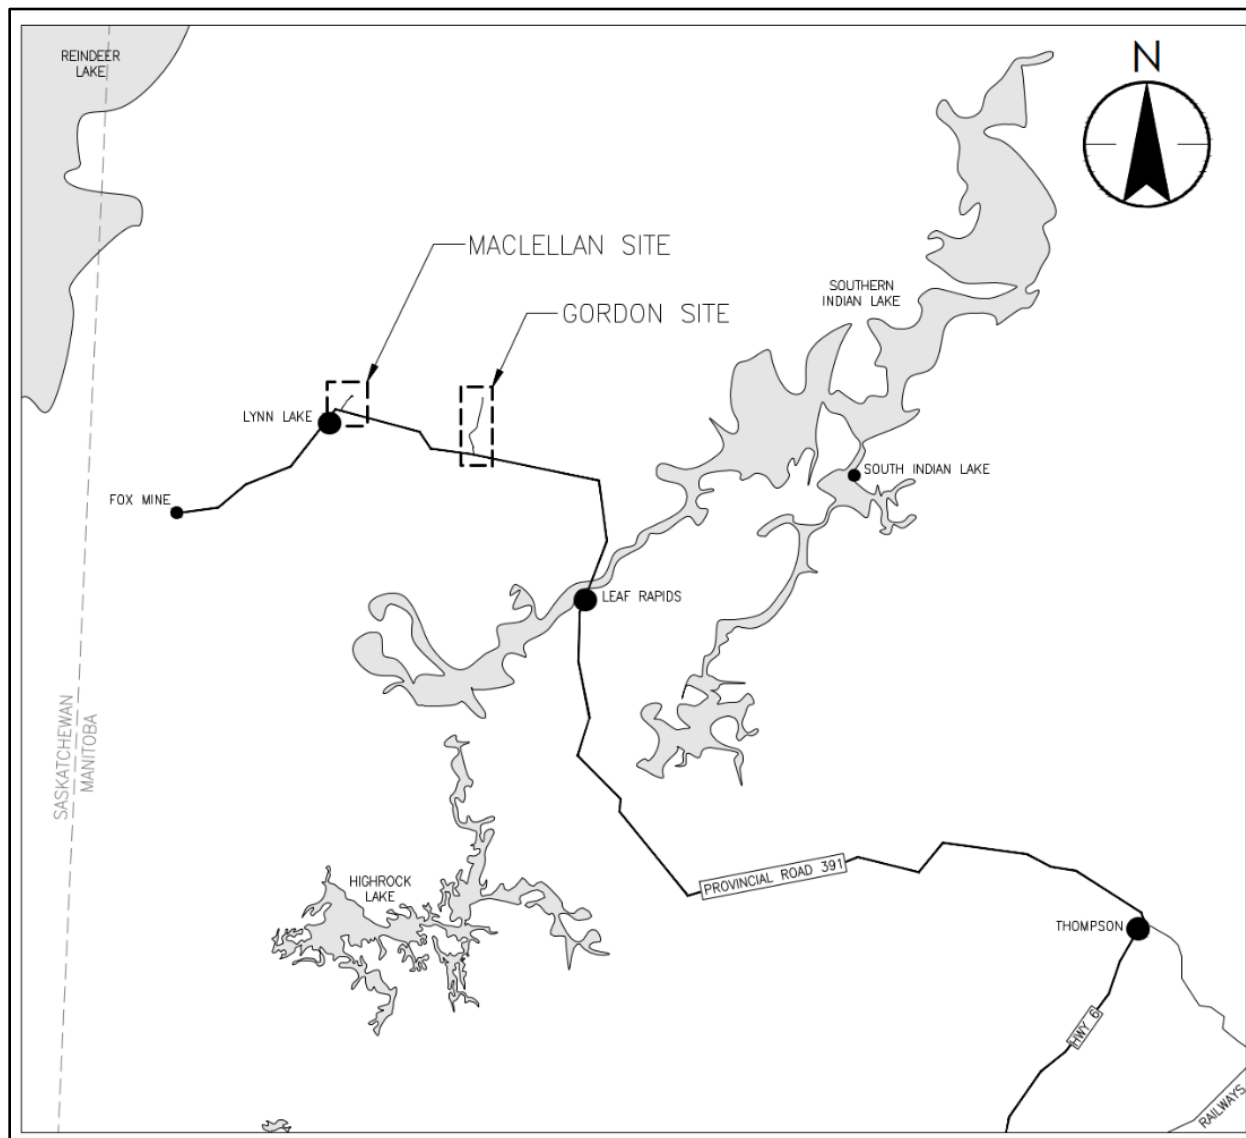 REINDEER
LAKE
N
MACLELLAN SITE
GORDON SITE
SOUTHERN
INDIAN LAKE
LYNN LAKE
SOUTH INDIAN LAKE
FOX MINE
LEAF RAPIDS
SASKATCHEWAN
MANITOBA
HIGHROCK
LAKE
PROVINCIAL ROAD 391
THOMPSON
HWY 6
RAILWAYS